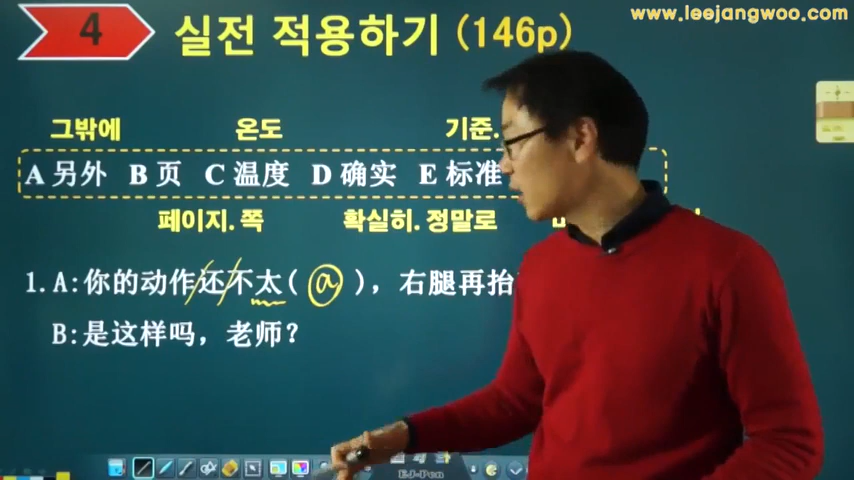 www.leejangwoo.com
4 실전 적용하기 (146p)
그밖에 온도 기준.
A 另外 B 页 C 温度 D 确实 E 标准
페이지. 쪽 확실히. 정말로
1. A: 你的动作还不太( a ), 右腿再抬
B: 是这样吗, 老师?
EJ-Pen